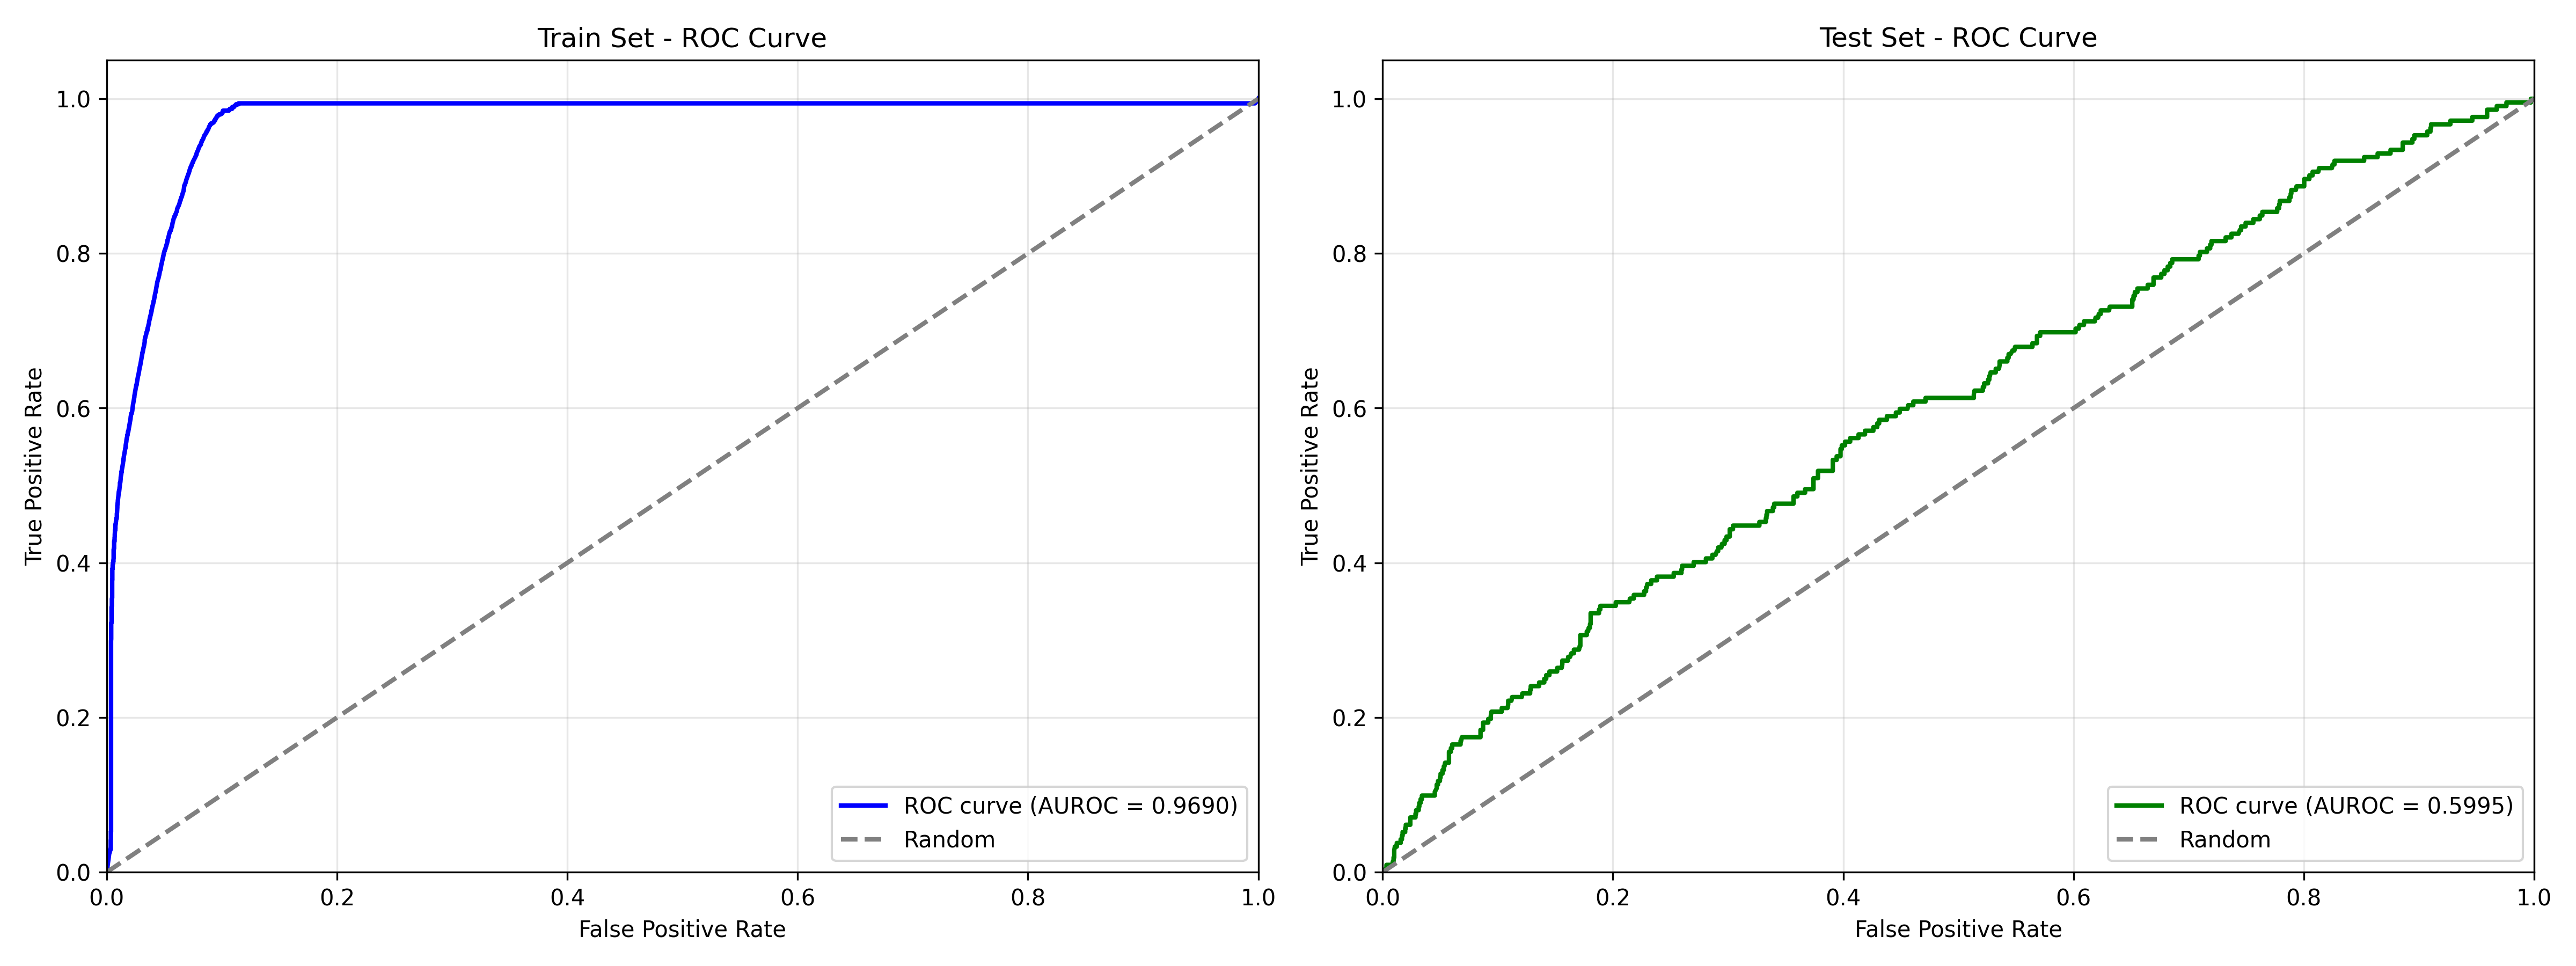 Train Set - ROC Curve
True Positive Rate
1.0
0.8
0.6
0.4
0.2
0.0
0.0 0.2 0.4 0.6 0.8 1.0
False Positive Rate
ROC curve (AUROC = 0.9690)
Random
Test Set - ROC Curve
True Positive Rate
1.0
0.8
0.6
0.4
0.2
0.0
0.0 0.2 0.4 0.6 0.8 1.0
False Positive Rate
ROC curve (AUROC = 0.5995)
Random